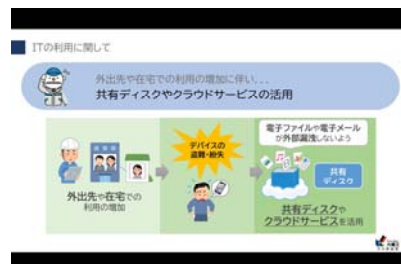 ITの利用に関して
外出先や在宅での利用の増加に伴い...
共有ディスクやクラウドサービスの活用
デバイスの
盗難・紛失
電子ファイルや電子メール
が外部漏洩しないよう
共有
ディスク
外出先や在宅での
利用の増加
共有ディスクや
クラウドサービスを活用